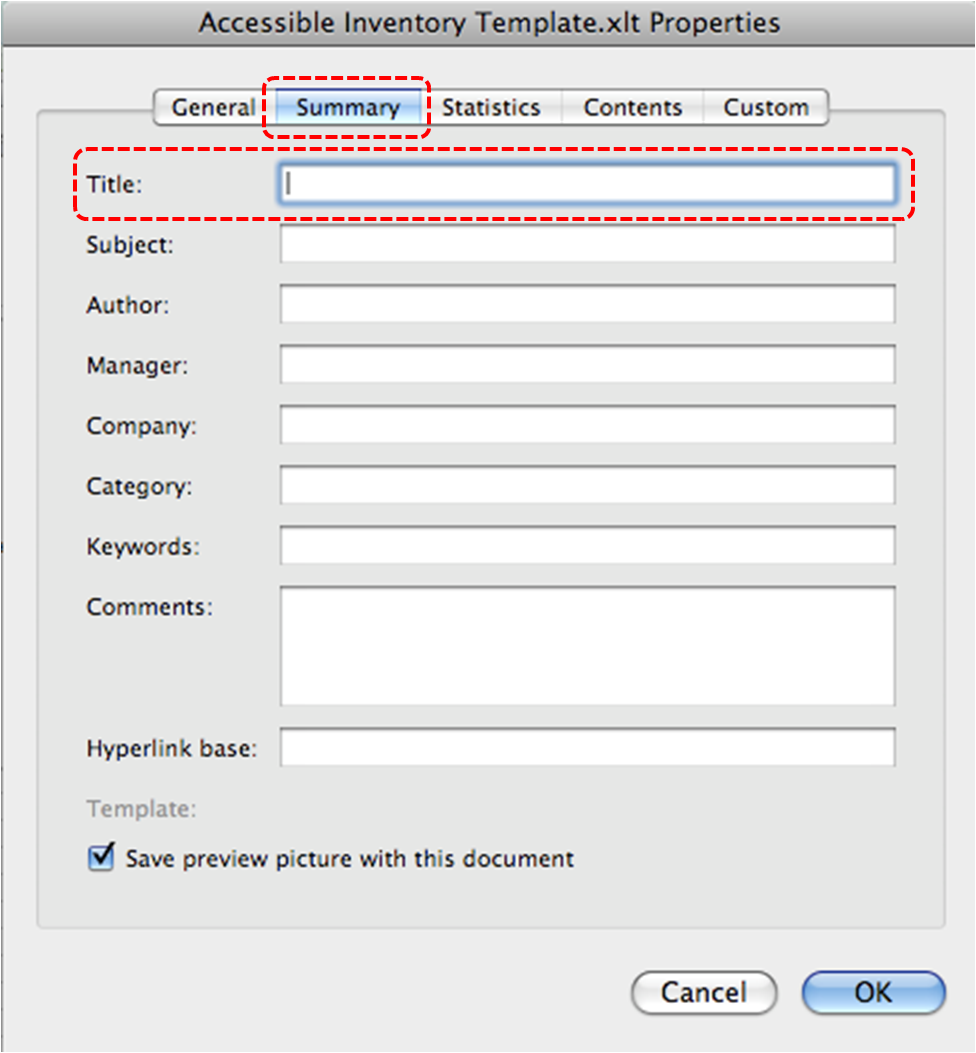 Accessible Inventory Template.xlt Properties
General Summary Statistics Contents Custom
Title:
Subject:
Author:
Manager:
Company:
Category:
Keywords:
Comments:
Hyperlink base:
Template:
Save preview picture with this document
Cancel OK